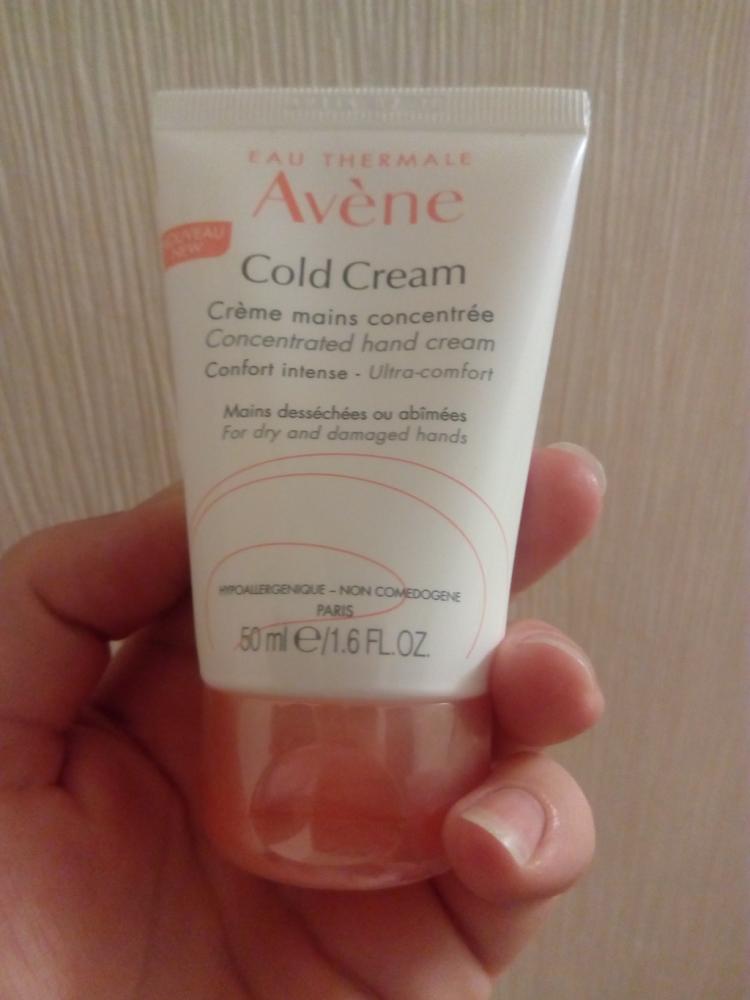 EAU THERMALE
Avène
NOUVEAU
NEW
Cold Cream
Crème mains concentrée
Concentrated hand cream
Confort intense - Ultra-comfort
Mains desséchées ou abîmées
For dry and damaged hands
HYPOALLERGENIQUE – NON COMEDOGENE
PARIS
50 ml ℮/1.6 FL.OZ.